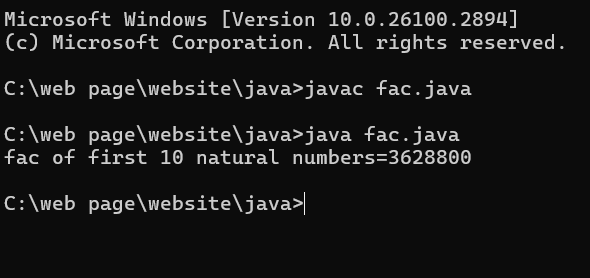 Microsoft Windows [Version 10.0.26100.2894]
(c) Microsoft Corporation. All rights reserved.
C:\web page\website\java>javac fac.java
C:\web page\website\java>java fac.java
fac of first 10 natural numbers=3628800
C:\web page\website\java>